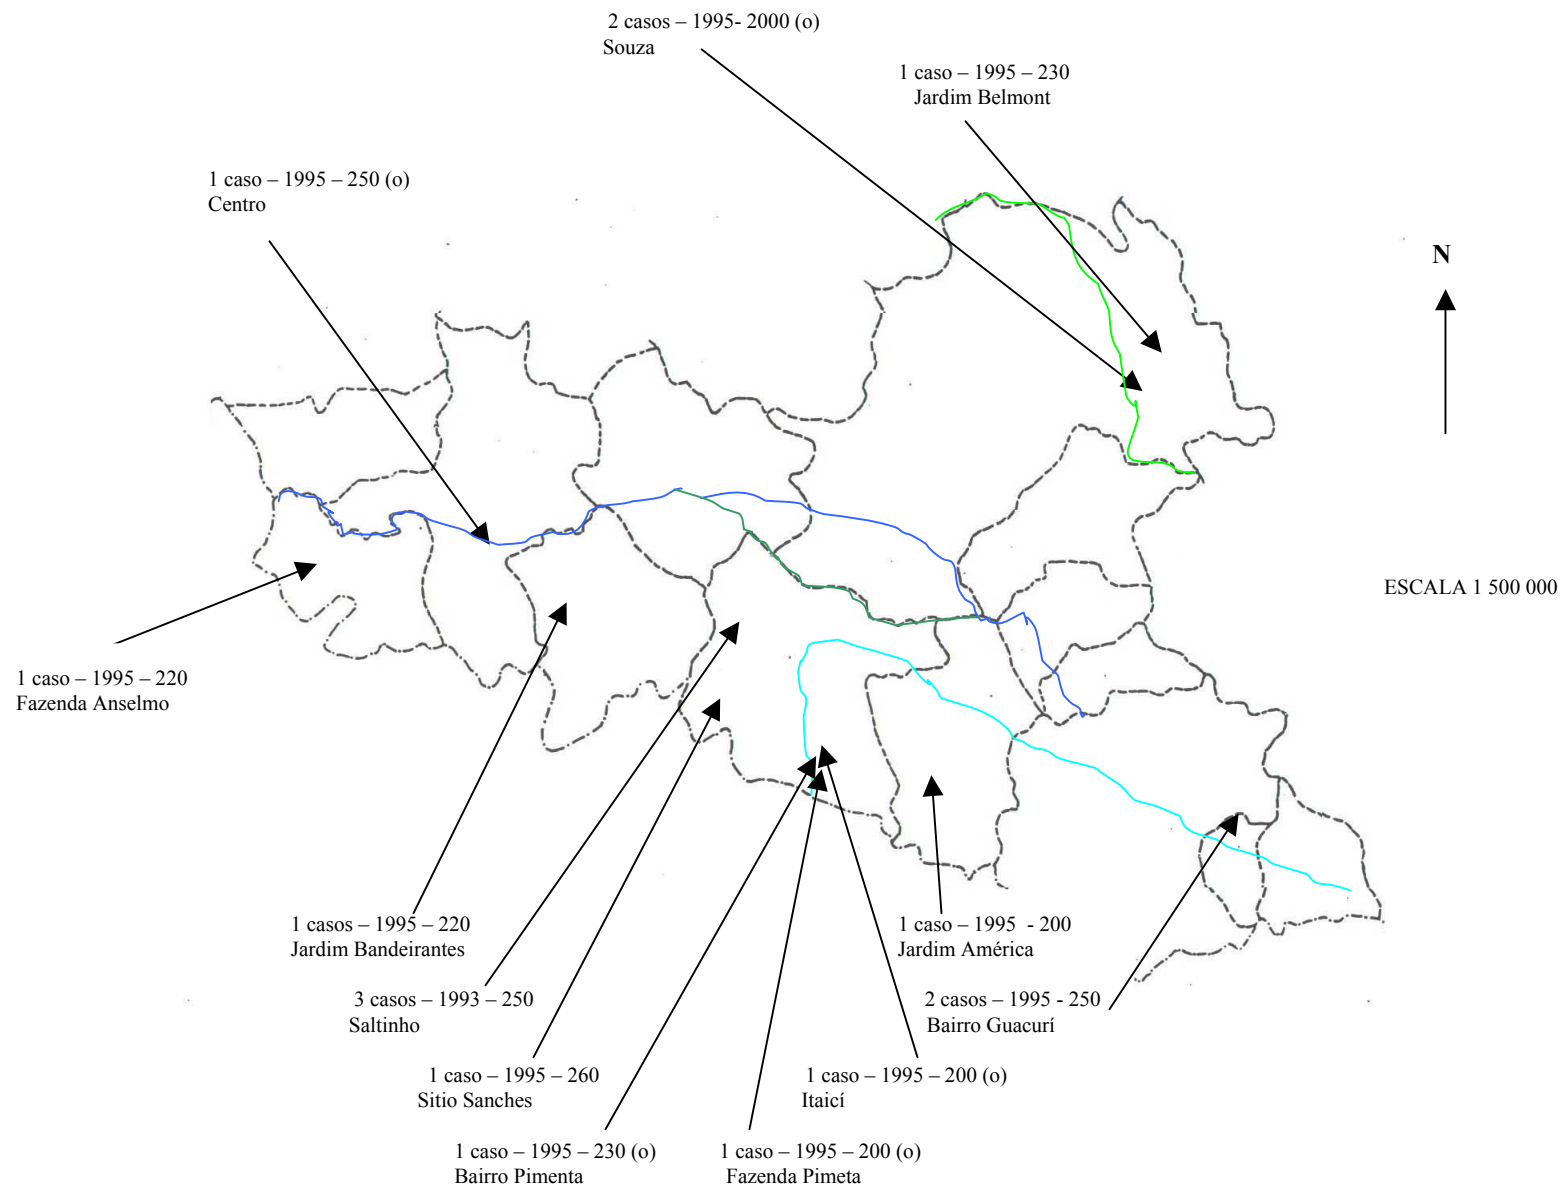 2 casos – 1995- 2000 (o)
Souza
1 caso – 1995 – 230
Jardim Belmont
1 caso – 1995 – 250 (o)
Centro
N
ESCALA 1 500 000
1 caso – 1995 – 220
Fazenda Anselmo
1 casos – 1995 – 220
Jardim Bandeirantes
1 caso – 1995 - 200
Jardim América
3 casos – 1993 – 250
Saltinho
2 casos – 1995 - 250
Bairro Guacurí
1 caso – 1995 – 260
Sitio Sanches
1 caso – 1995 – 200 (o)
Itaicí
1 caso – 1995 – 230 (o)
Bairro Pimenta
1 caso – 1995 – 200 (o)
Fazenda Pimeta